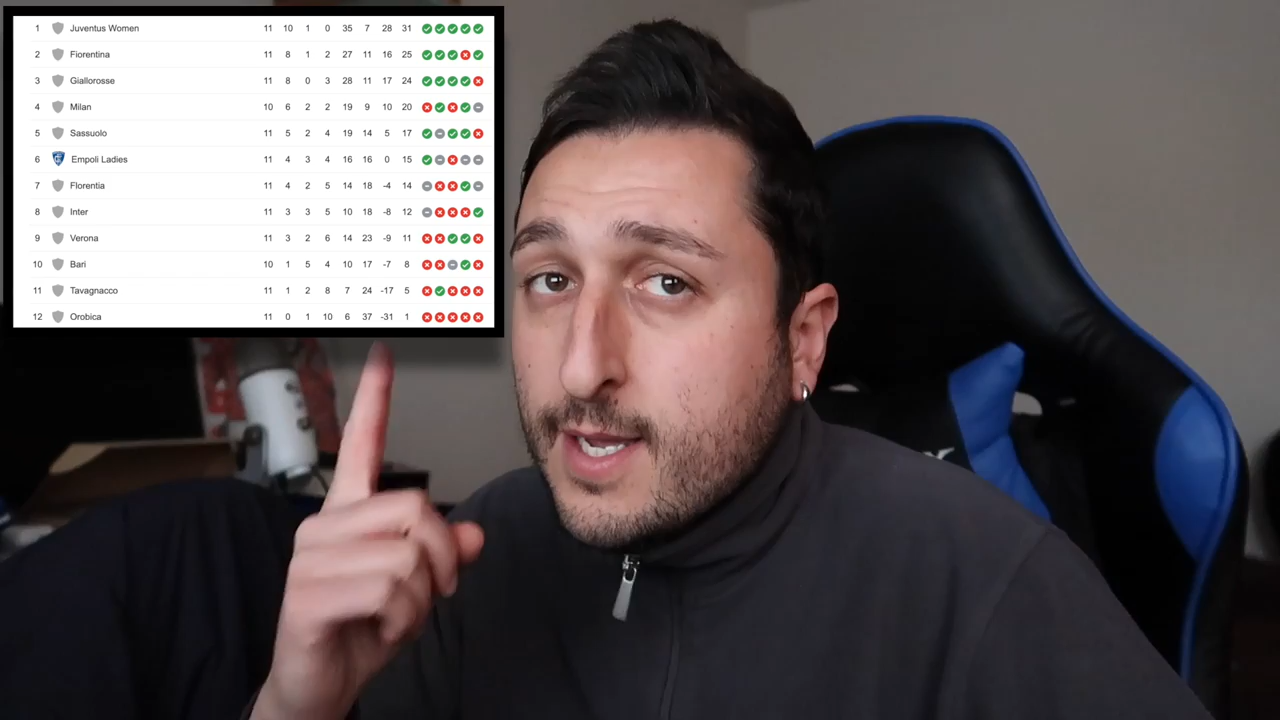 1 Juventus Women 11 10 1 0 35 7 28 31
2 Fiorentina 11 8 1 2 27 11 16 25
3 Giallorosse 11 8 0 3 28 11 17 24
4 Milan 10 6 2 2 19 9 10 20
5 Sassuolo 11 5 2 4 19 14 5 17
6 Empoli Ladies 11 4 3 4 16 16 0 15
7 Florentia 11 4 2 5 14 18 -4 14
8 Inter 11 3 3 5 10 18 -8 12
9 Verona 11 3 2 6 14 23 -9 11
10 Bari 10 1 5 4 10 17 -7 8
11 Tavagnacco 11 1 2 8 7 24 -17 5
12 Orobica 11 0 1 10 6 37 -31 1